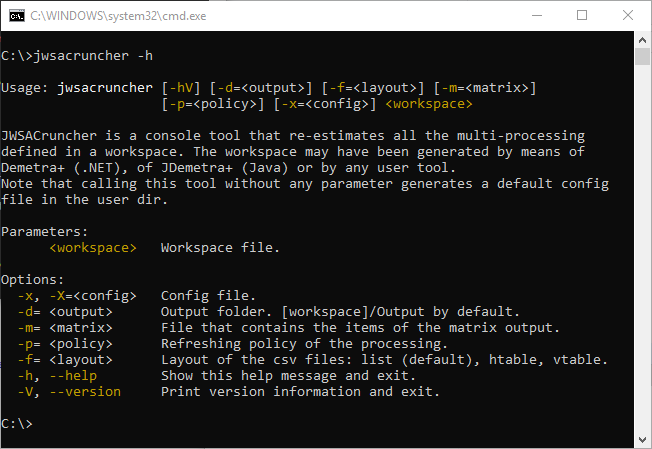 C:\WINDOWS\system32\cmd.exe
C:\>jwsacruncher -h
Usage: jwsacruncher [-hV] [-d=<output>] [-f=<layout>] [-m=<matrix>]
[-p=<policy>] [-x=<config>] <workspace>
JWSACruncher is a console tool that re-estimates all the multi-processing
defined in a workspace. The workspace may have been generated by means of
Demetra+ (.NET), of JDemetra+ (Java) or by any user tool.
Note that calling this tool without any parameter generates a default config
file in the user dir.
Parameters:
<workspace> Workspace file.
Options:
-x, -X=<config> Config file.
-d= <output> Output folder. [workspace]/Output by default.
-m= <matrix> File that contains the items of the matrix output.
-p= <policy> Refreshing policy of the processing.
-f= <layout> Layout of the csv files: list (default), htable, vtable.
-h, --help Show this help message and exit.
-V, --version Print version information and exit.
C:\>